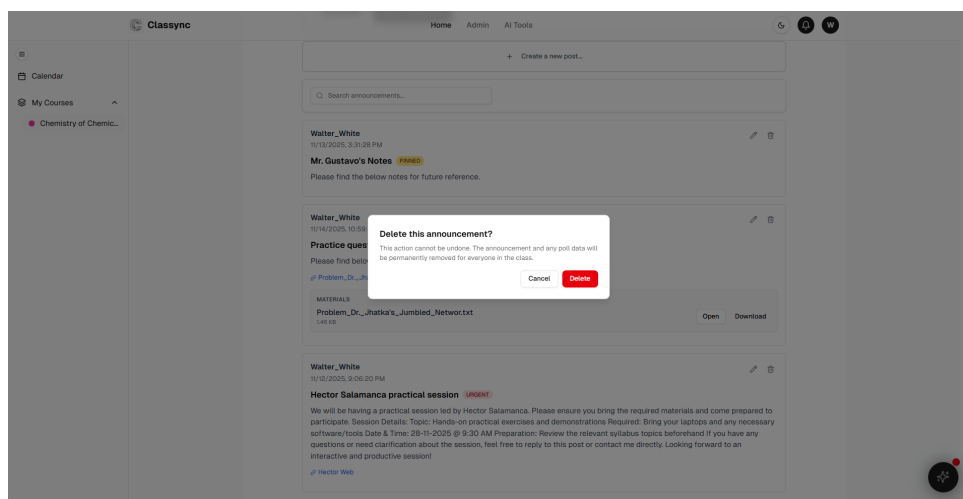 Classync
Home Admin AI Tools
W
Calendar
My Courses
Chemistry of Chemic...
+ Create a new post...
Search announcements...
Walter_White
11/13/2025, 3:31:28 PM
Mr. Gustavo's Notes PINNED
Please find the below notes for future reference.
Walter_White
11/14/2025, 10:59
Practice ques
Please find belo
Problem_Dr._Jh
Delete this announcement?
This action cannot be undone. The announcement and any poll data will
be permanently removed for everyone in the class.
Cancel Delete
MATERIALS
Problem_Dr._Jhatka's_Jumbled_Networ.txt
1.46 KB
Open Download
Walter_White
11/12/2025, 9:06:20 PM
Hector Salamanca practical session URGENT
We will be having a practical session led by Hector Salamanca. Please ensure you bring the required materials and come prepared to
participate. Session Details: Topic: Hands-on practical exercises and demonstrations Required: Bring your laptops and any necessary
software/tools Date & Time: 28-11-2025 @ 9:30 AM Preparation: Review the relevant syllabus topics beforehand If you have any
questions or need clarification about the session, feel free to reply to this post or contact me directly. Looking forward to an
interactive and productive session!
Hector Web